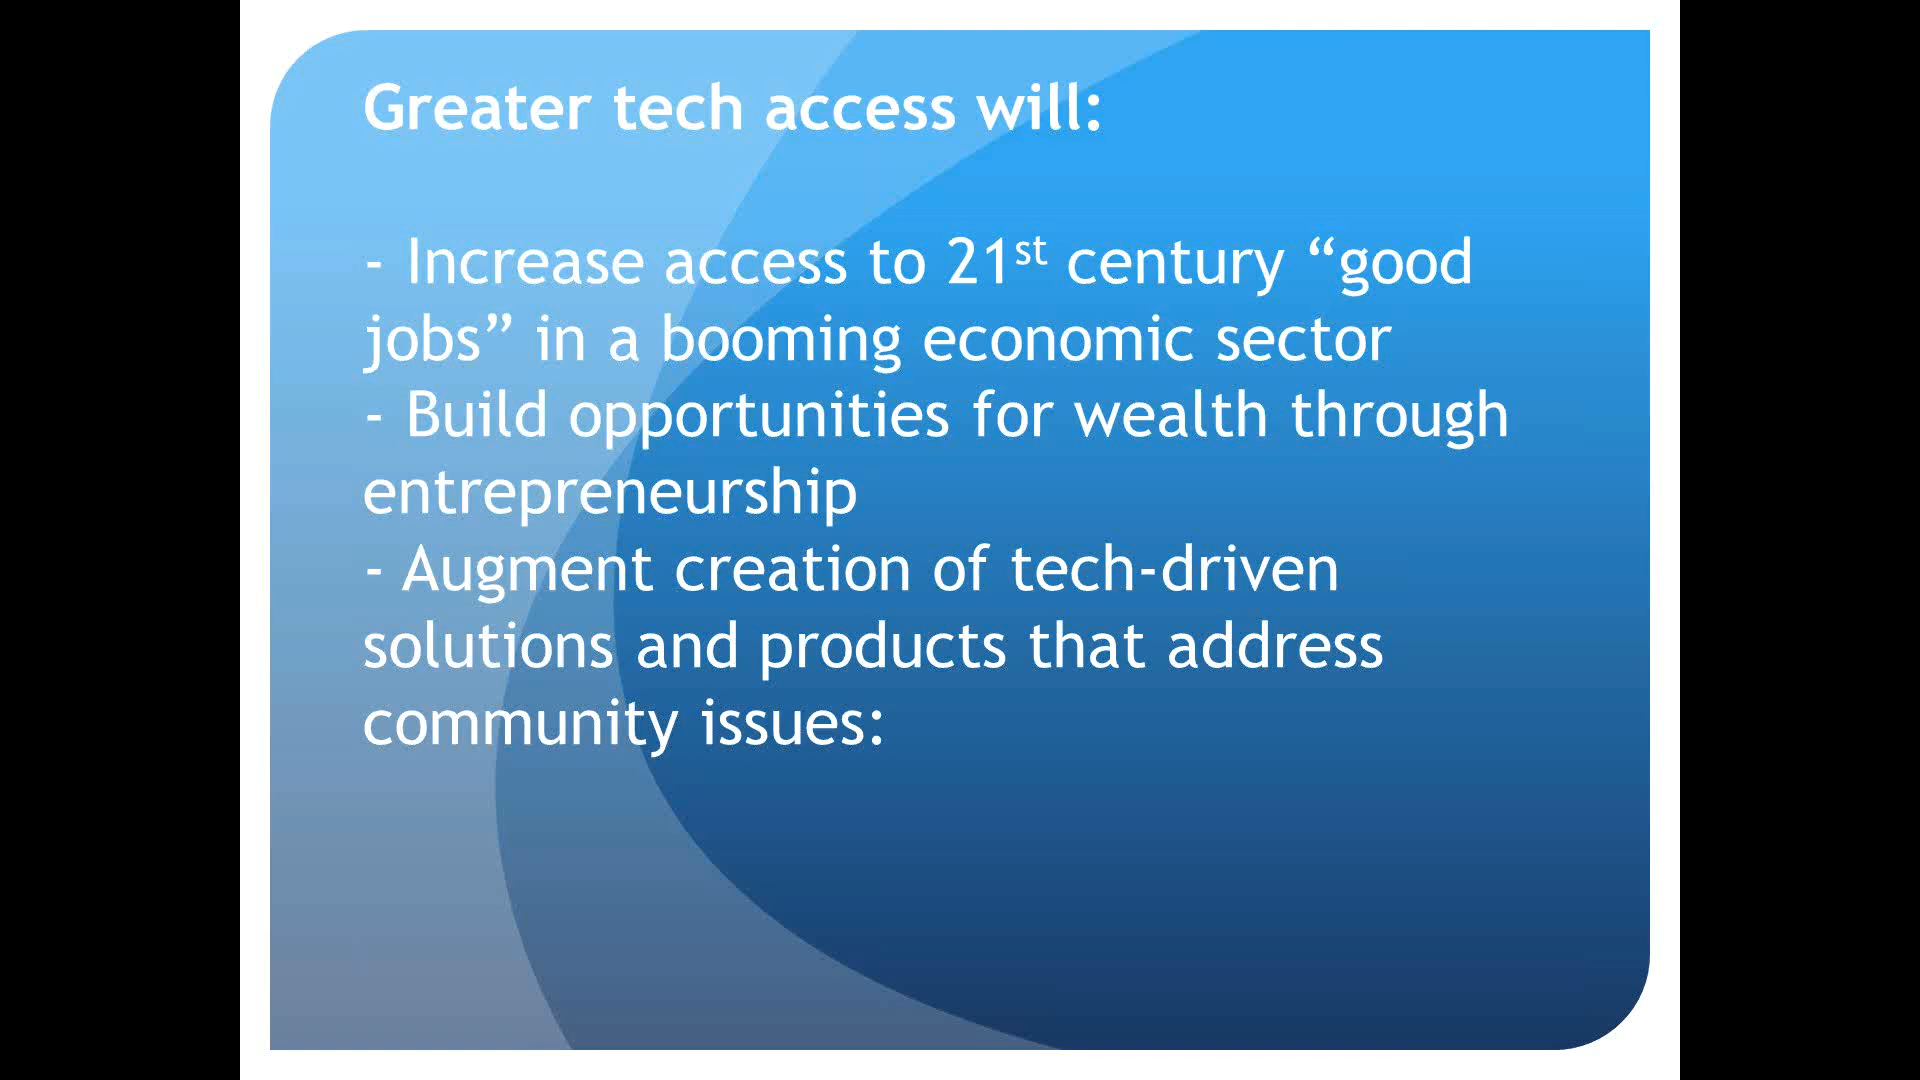 Greater tech access will:
- Increase access to 21st century “good
jobs” in a booming economic sector
- Build opportunities for wealth through
entrepreneurship
- Augment creation of tech-driven
solutions and products that address
community issues: